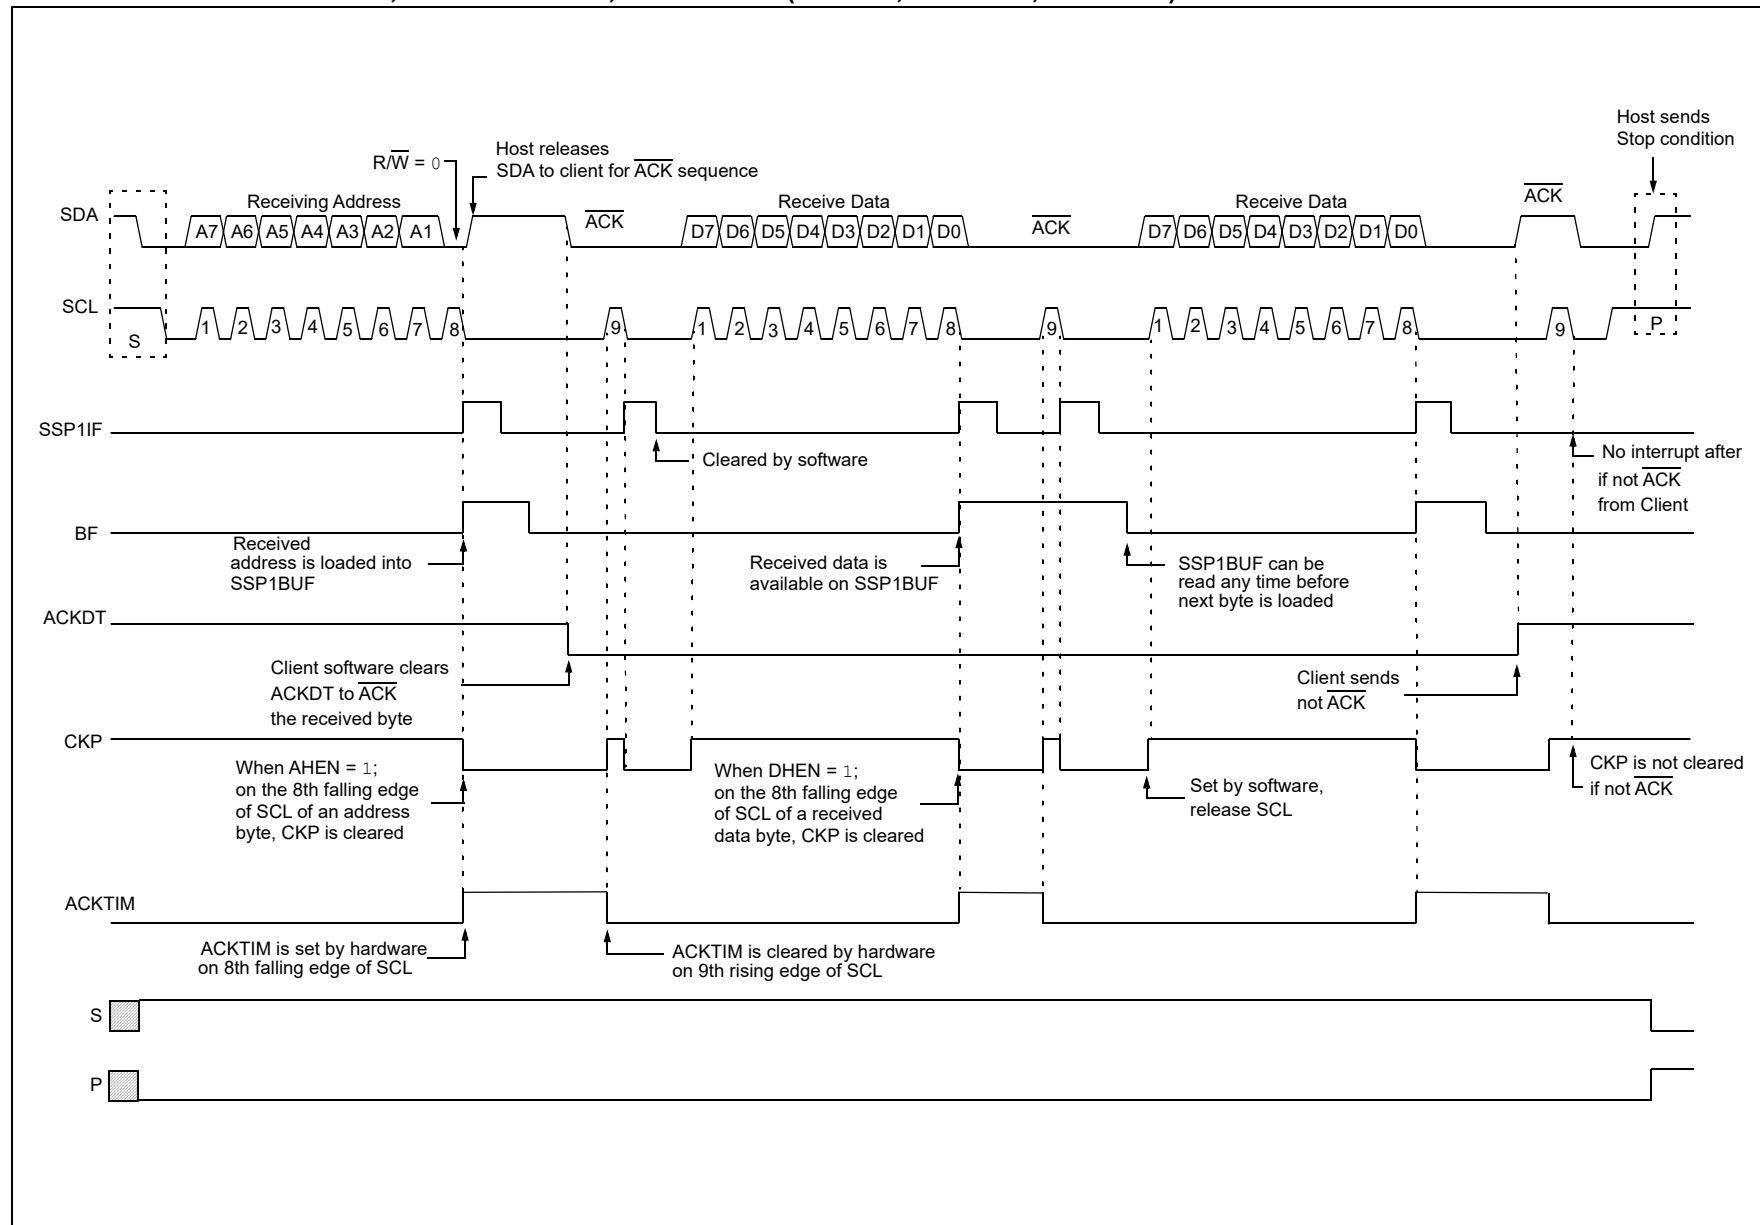 Host sends
Stop condition
R/W = 0
Host releases
SDA to client for ACK sequence
SDA
Receiving Address
A7 A6 A5 A4 A3 A2 A1
ACK
Receive Data
D7 D6 D5 D4 D3 D2 D1 D0
ACK
Receive Data
D7 D6 D5 D4 D3 D2 D1 D0
ACK
SCL
S
1 2 3 4 5 6 7 8 9 1 2 3 4 5 6 7 8 9 1 2 3 4 5 6 7 8 9
P
SSP1IF
Cleared by software
No interrupt after
if not ACK
from Client
BF
Received
address is loaded into
SSP1BUF
Received data is
available on SSP1BUF
SSP1BUF can be
read any time before
next byte is loaded
ACKDT
Client software clears
ACKDT to ACK
the received byte
Client sends
not ACK
CKP
When AHEN = 1;
on the 8th falling edge
of SCL of an address
byte, CKP is cleared
When DHEN = 1;
on the 8th falling edge
of SCL of a received
data byte, CKP is cleared
Set by software,
release SCL
CKP is not cleared
if not ACK
ACKTIM
ACKTIM is set by hardware
on 8th falling edge of SCL
ACKTIM is cleared by hardware
on 9th rising edge of SCL
S
P